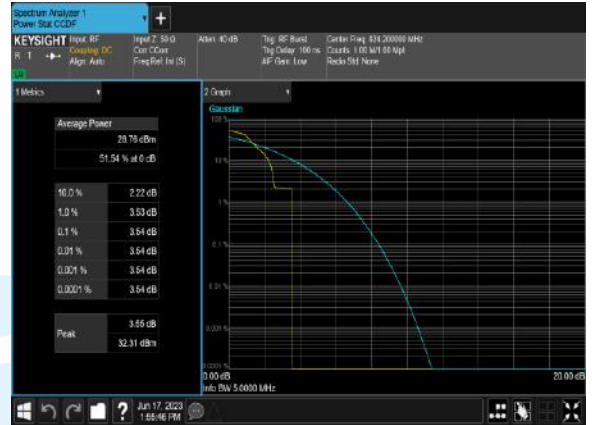 Spectrum Analyzer 1
Power Stat CCDF
+
KEYSIGHT
R T
Input: RF
Coupling: DC
Align: Auto
Input Z: 50 Ω
Corr CCorr
Freq Ref: Int (S)
Atten: 40 dB
Trig: RF Burst
Trig Delay: 100 ns
#IF Gain: Low
Center Freq: 834.200000 MHz
Counts: 1.00 M/1.00 Mpt
Radio Std: None
1 Metrics
Average Power
28.76 dBm
51.54 % at 0 dB
10.0 % 2.22 dB
1.0 % 3.53 dB
0.1 % 3.54 dB
0.01 % 3.54 dB
0.001 % 3.54 dB
0.0001 % 3.54 dB
Peak
3.55 dB
32.31 dBm
2 Graph
Gaussian
100 %
10 %
1 %
0.1 %
0.01 %
0.001 %
0.0001 %
0.00 dB
20.00 dB
Info BW 5.0000 MHz
?
Jun 17, 2023
1:55:46 PM